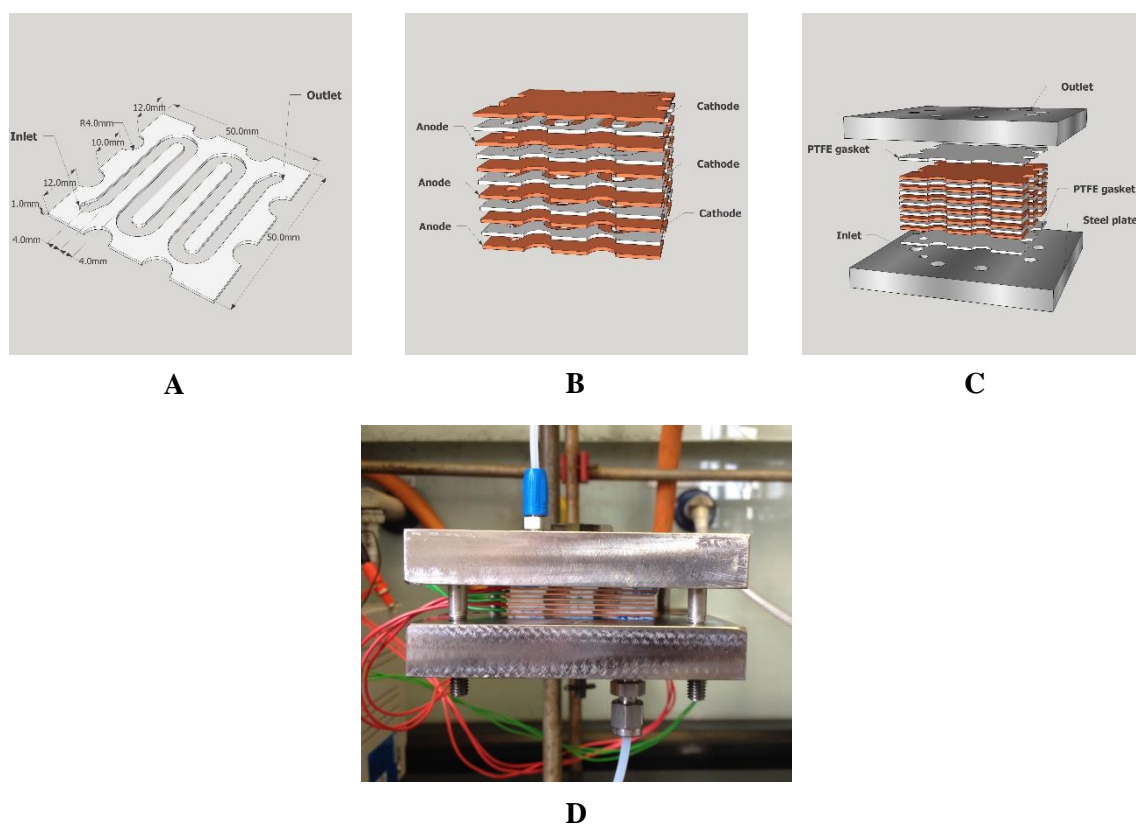 12.0mm
Outlet
R4.0mm
50.0mm
Inlet
10.0mm
12.0mm
1.0mm
50.0mm
4.0mm
4.0mm
A
Cathode
Anode
Cathode
Anode
Cathode
Anode
B
Outlet
PTFE gasket
PTFE gasket
Steel plate
Inlet
C
D